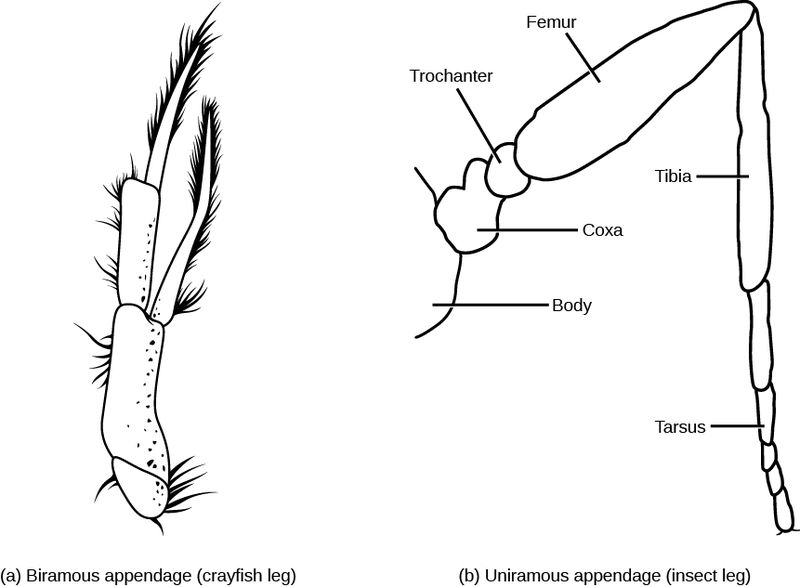 Femur
Trochanter
Tibia
Coxa
Body
Tarsus
(a) Biramous appendage (crayfish leg)
(b) Uniramous appendage (insect leg)